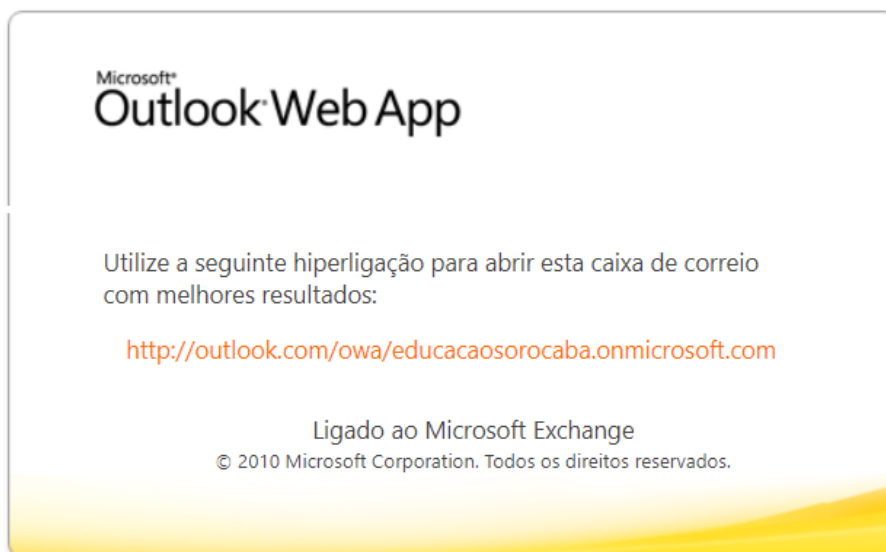 Microsoft®
Outlook® Web App
Utilize a seguinte hiperligação para abrir esta caixa de correio
com melhores resultados:
http://outlook.com/owa/educacaosorocaba.onmicrosoft.com
Ligado ao Microsoft Exchange
© 2010 Microsoft Corporation. Todos os direitos reservados.